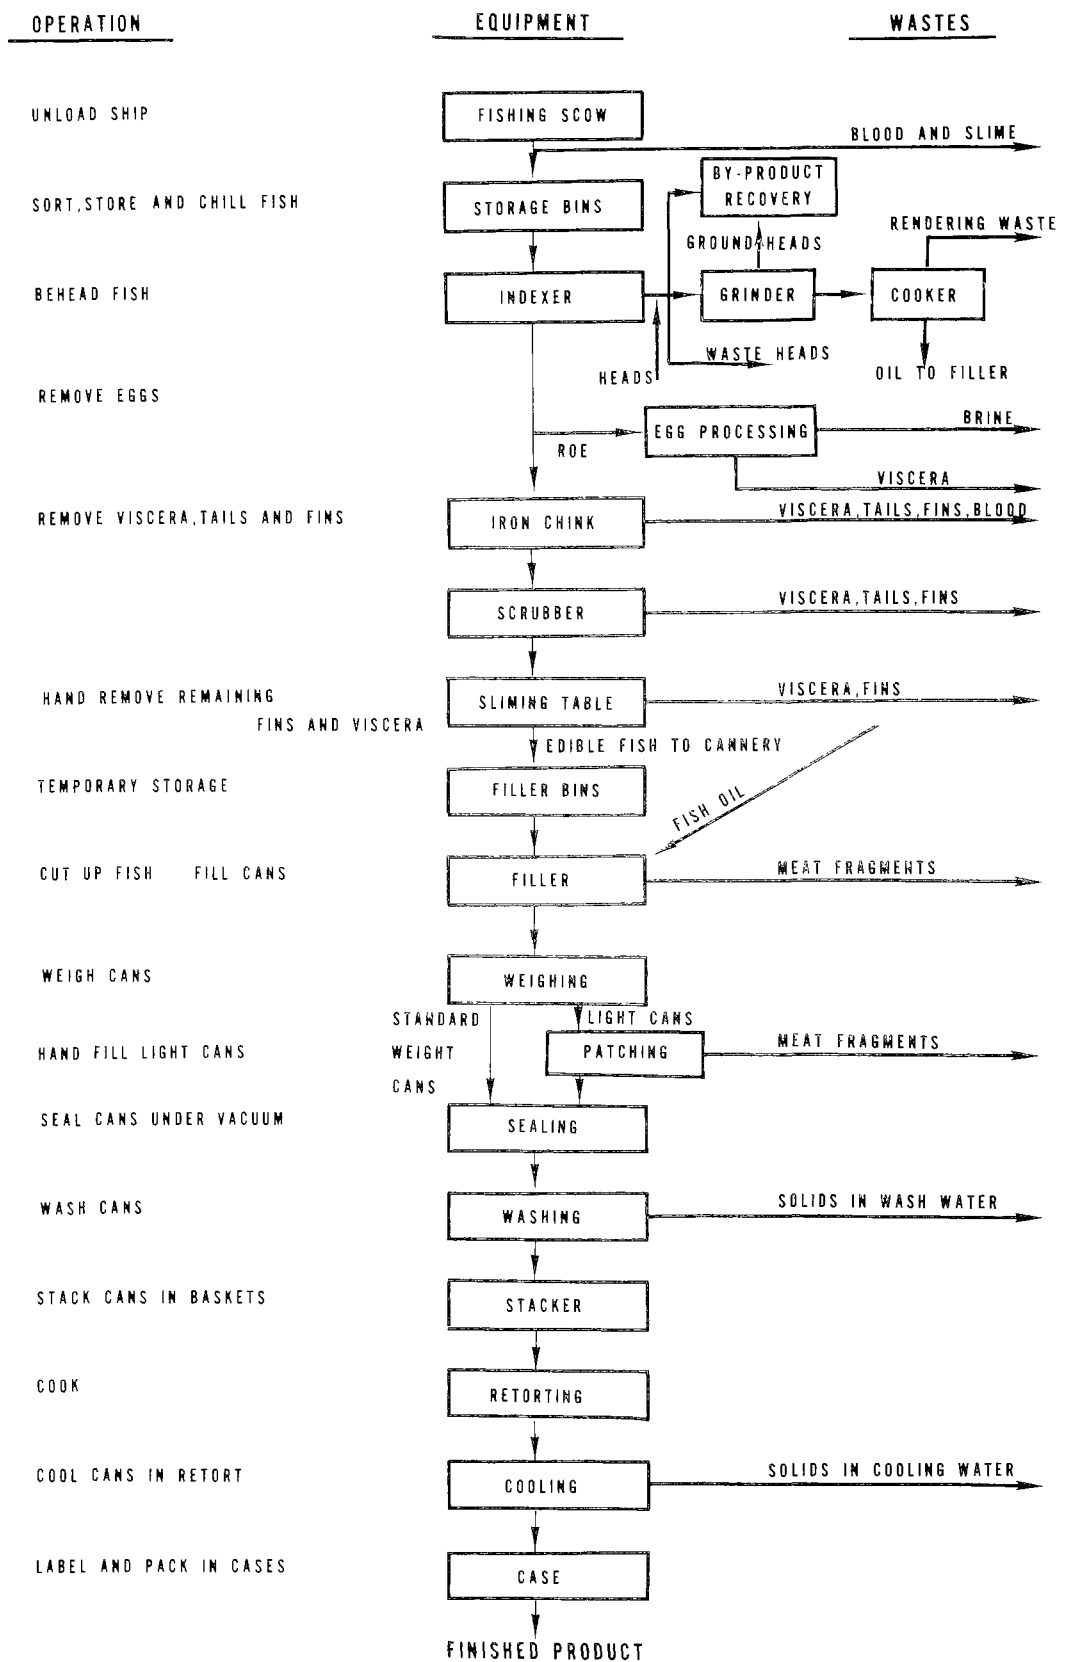 OPERATION
EQUIPMENT
WASTES
UNLOAD SHIP
FISHING SCOW
BLOOD AND SLIME
SORT, STORE AND CHILL FISH
STORAGE BINS
BY-PRODUCT
RECOVERY
RENDERING WASTE
GROUND HEADS
BEHEAD FISH
INDEXER
GRINDER
COOKER
WASTE HEADS
HEADS
OIL TO FILLER
REMOVE EGGS
ROE
EGG PROCESSING
BRINE
VISCERA
REMOVE VISCERA, TAILS AND FINS
IRON CHINK
VISCERA, TAILS, FINS, BLOOD
SCRUBBER
VISCERA, TAILS, FINS
HAND REMOVE REMAINING
FINS AND VISCERA
SLIMING TABLE
VISCERA, FINS
EDIBLE FISH TO CANNERY
TEMPORARY STORAGE
FILLER BINS
FISH OIL
CUT UP FISH FILL CANS
FILLER
MEAT FRAGMENTS
WEIGH CANS
WEIGHING
STANDARD
WEIGHT
CANS
LIGHT CANS
HAND FILL LIGHT CANS
PATCHING
MEAT FRAGMENTS
SEAL CANS UNDER VACUUM
SEALING
WASH CANS
WASHING
SOLIDS IN WASH WATER
STACK CANS IN BASKETS
STACKER
COOK
RETORTING
COOL CANS IN RETORT
COOLING
SOLIDS IN COOLING WATER
LABEL AND PACK IN CASES
CASE
FINISHED PRODUCT